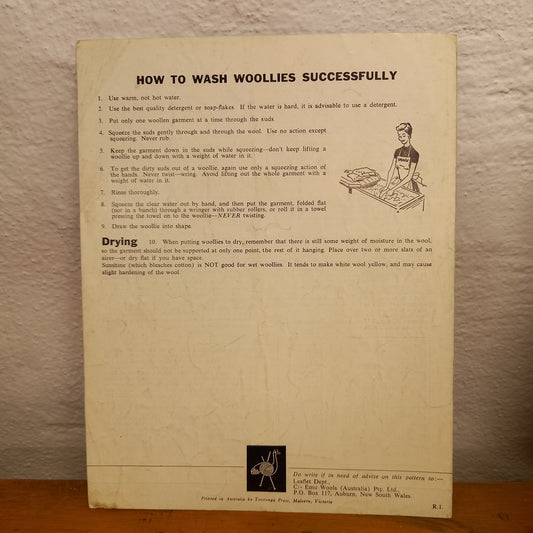 HOW TO WASH WOOLLIES SUCCESSFULLY
1. Use warm, not hot water.
2. Use the best quality detergent or soap-flakes. If the water is hard, it is advisable to use a detergent.
3. Put only one woollen garment at a time through the suds.
4. Squeeze the suds gently through and through the wool. Use no action except
squeezing. Never rub.
5. Keep the garment down in the suds while squeezing—don't keep lifting a
woollie up and down with a weight of water in it.
6. To get the dirty suds out of a woollie, again use only a squeezing action of
the hands. Never twist—wring. Avoid lifting out the whole garment with a
weight of water in it.
7. Rinse thoroughly.
8. Squeeze the clear water out by hand, and then put the garment, folded flat
(not in a bunch) through a wringer with rubber rollers, or roll it in a towel
pressing the towel on to the woollie—NEVER twisting.
9. Draw the woollie into shape.
Drying 10. When putting woollies to dry, remember that there is still some weight of moisture in the wool,
so the garment should not be supported at only one point, the rest of it hanging. Place over two or more slats of an
airer—or dry flat if you have space.
Sunshine (which bleaches cotton) is NOT good for wet woollies. It tends to make white wool yellow, and may cause
slight hardening of the wool
Do write if in need of advice on this pattern to:—
Leaflet Dept.,
C/- Emu Wools (Australia) Pty. Ltd.,
P.O. Box 117, Auburn, New South Wales
Printed in Australia by Tooronga Press, Malvern, Victoria
R.1.